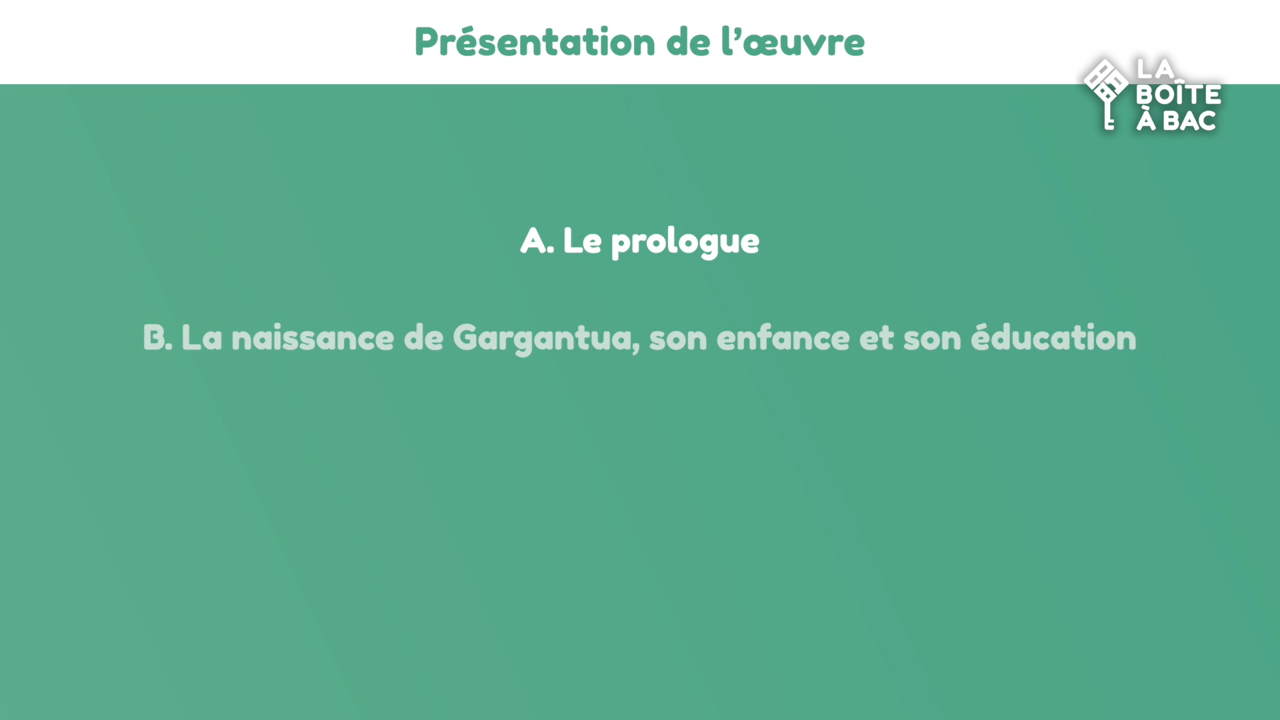 Présentation de l’œuvre
LA
BOÎTE
À BAC
A. Le prologue
B. La naissance de Gargantua, son enfance et son éducation